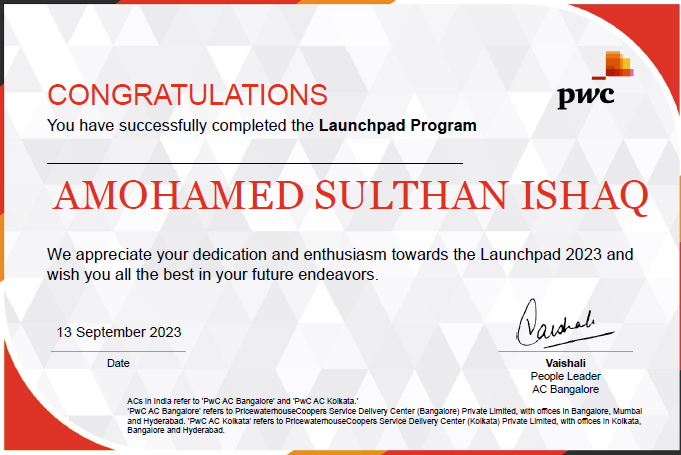 pwc
CONGRATULATIONS
You have successfully completed the Launchpad Program
AMOHAMED SULTHAN ISHAQ
We appreciate your dedication and enthusiasm towards the Launchpad 2023 and
wish you all the best in your future endeavors.
13 September 2023
Date
Vaishali
Vaishali
People Leader
AC Bangalore
ACs in India refer to 'PwC AC Bangalore' and 'PwC AC Kolkata.'
'PwC AC Bangalore' refers to PricewaterhouseCoopers Service Delivery Center (Bangalore) Private Limited, with offices in Bangalore, Mumbai
and Hyderabad. 'PwC AC Kolkata' refers to PricewaterhouseCoopers Service Delivery Center (Kolkata) Private Limited, with offices in Kolkata,
Bangalore and Hyderabad.